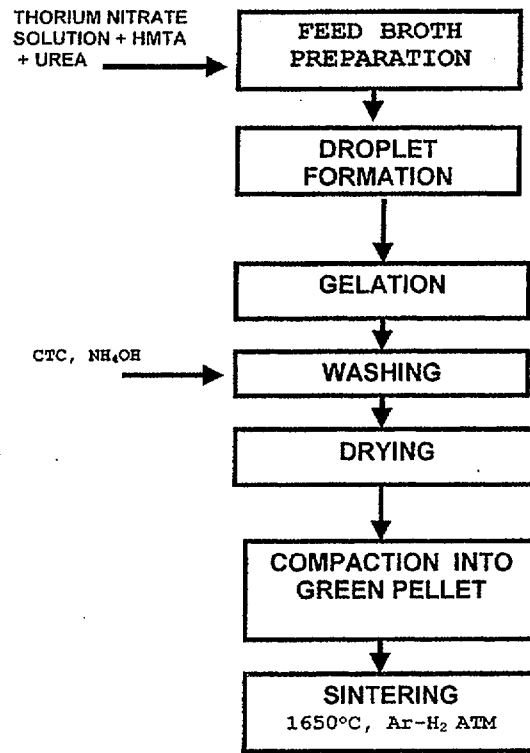 THORIUM NITRATE
SOLUTION + HMTA
+ UREA
FEED BROTH
PREPARATION
DROPLET
FORMATION
GELATION
CTC, NH₄OH
WASHING
DRYING
COMPACTION INTO
GREEN PELLET
SINTERING
1650°C, Ar-H₂ ATM